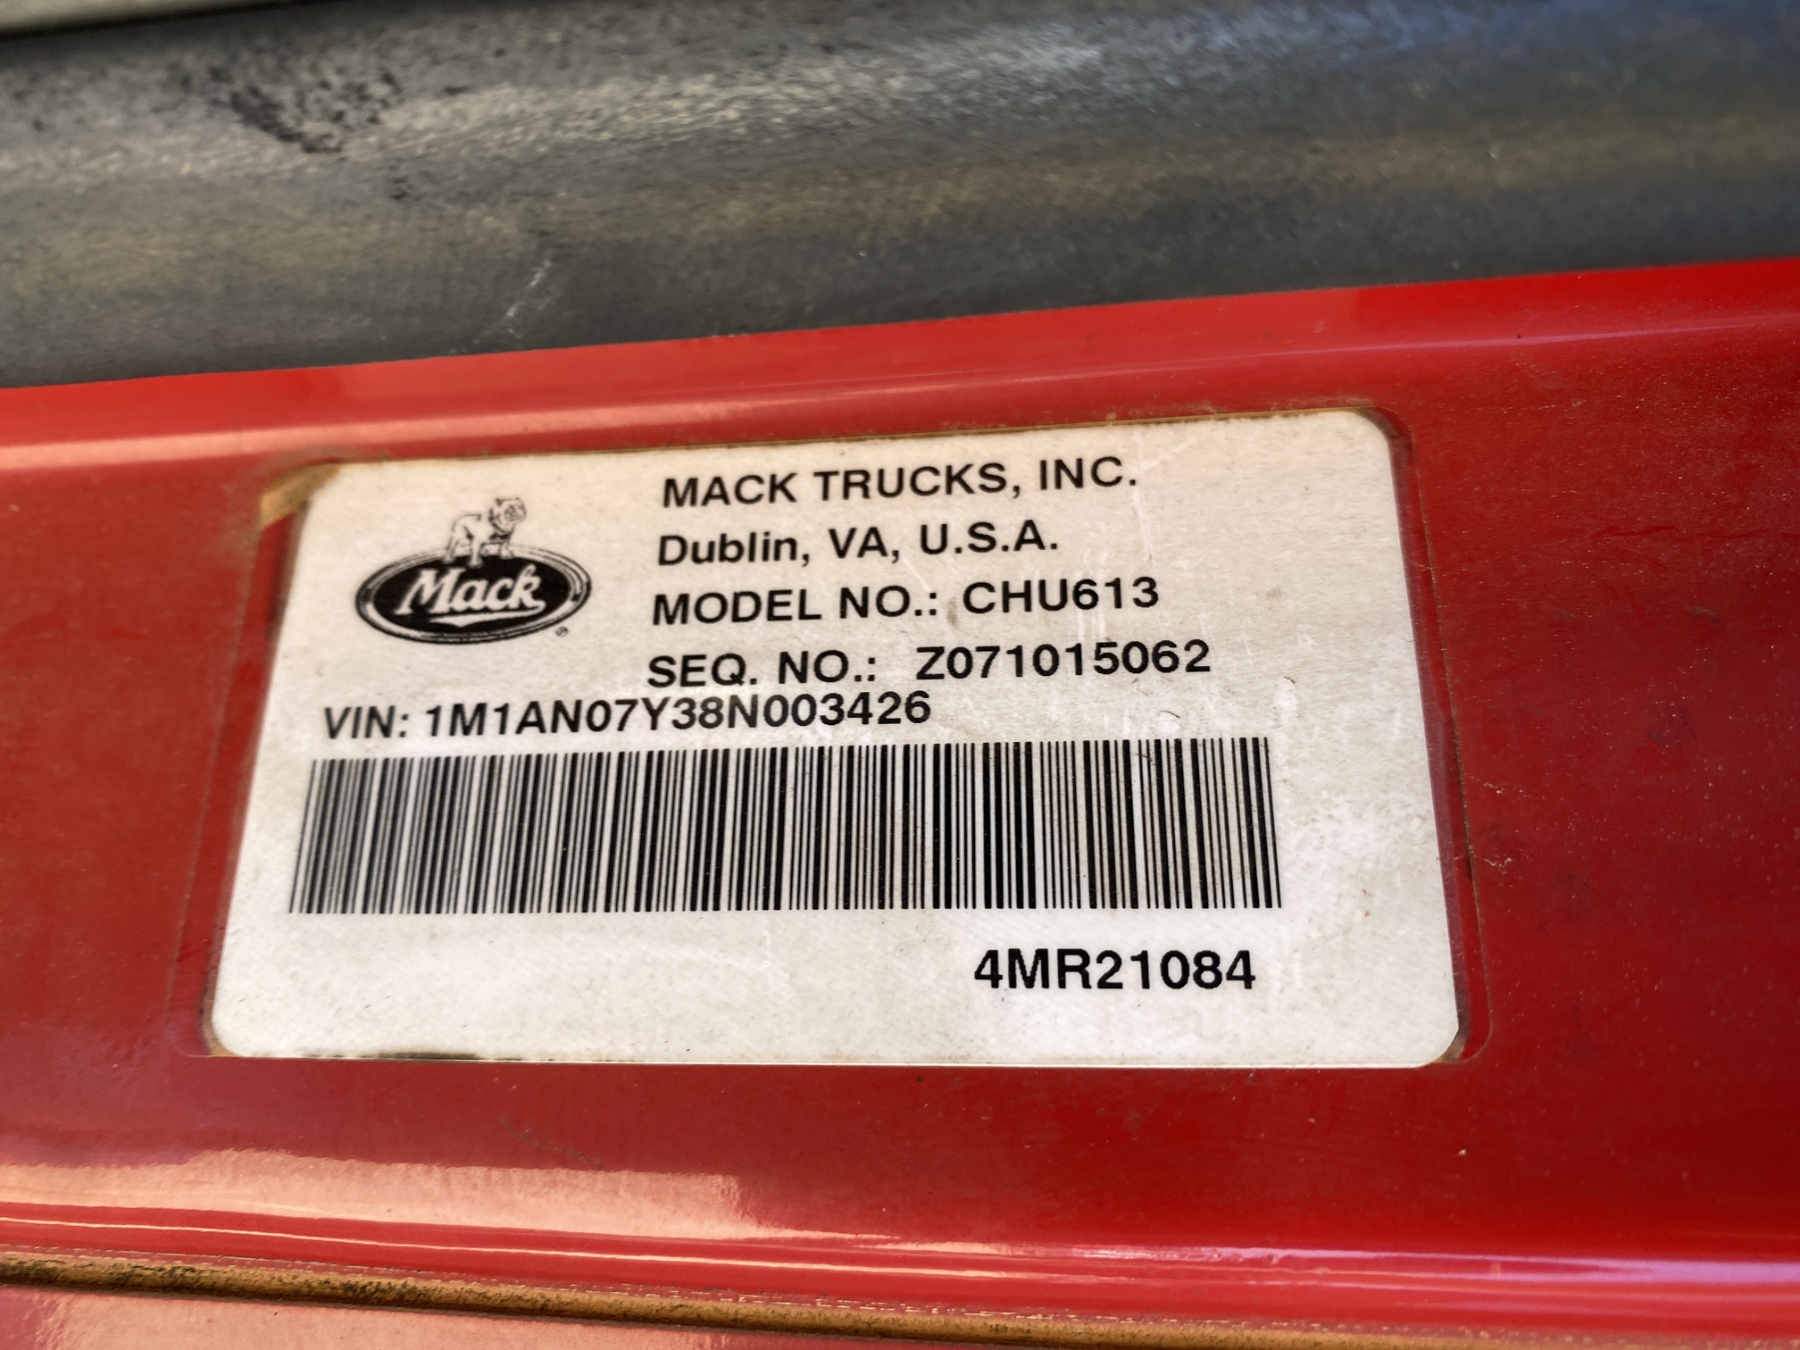 Mack
MACK TRUCKS, INC.
Dublin, VA, U.S.A.
MODEL NO.: CHU613
SEQ. NO.: Z071015062
VIN: 1M1AN07Y38N003426
4MR21084